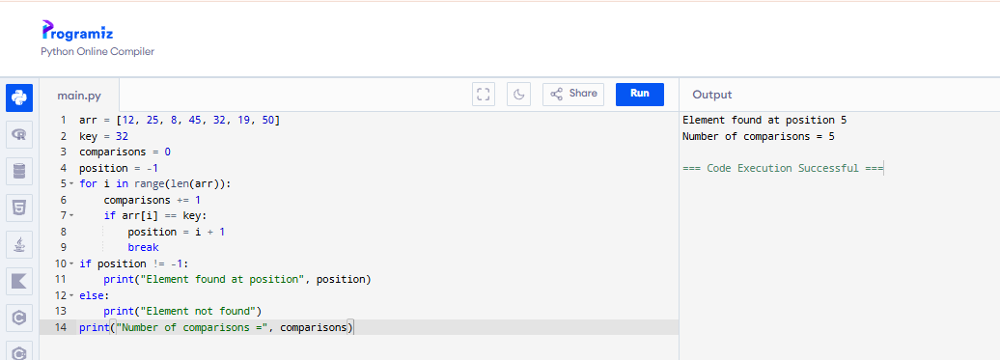 Programiz
Python Online Compiler
main.py
Share
Run
Output
1 arr = [12, 25, 8, 45, 32, 19, 50]
2 key = 32
3 comparisons = 0
4 position = -1
5 for i in range(len(arr)):
6     comparisons += 1
7     if arr[i] == key:
8         position = i + 1
9         break
10 if position != -1:
11     print("Element found at position", position)
12 else:
13     print("Element not found")
14 print("Number of comparisons =", comparisons)
Element found at position 5
Number of comparisons = 5
=== Code Execution Successful ===